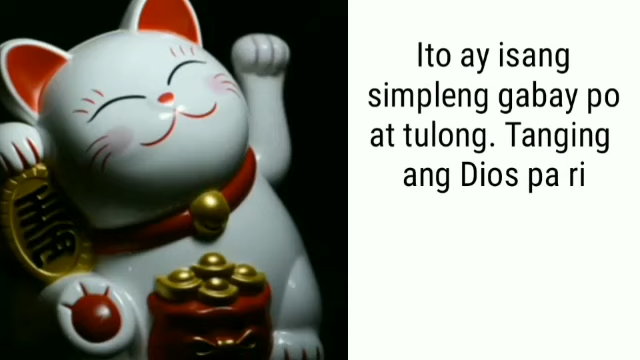 Ito ay isang
simpleng gabay po
at tulong. Tanging
ang Dios pa ri